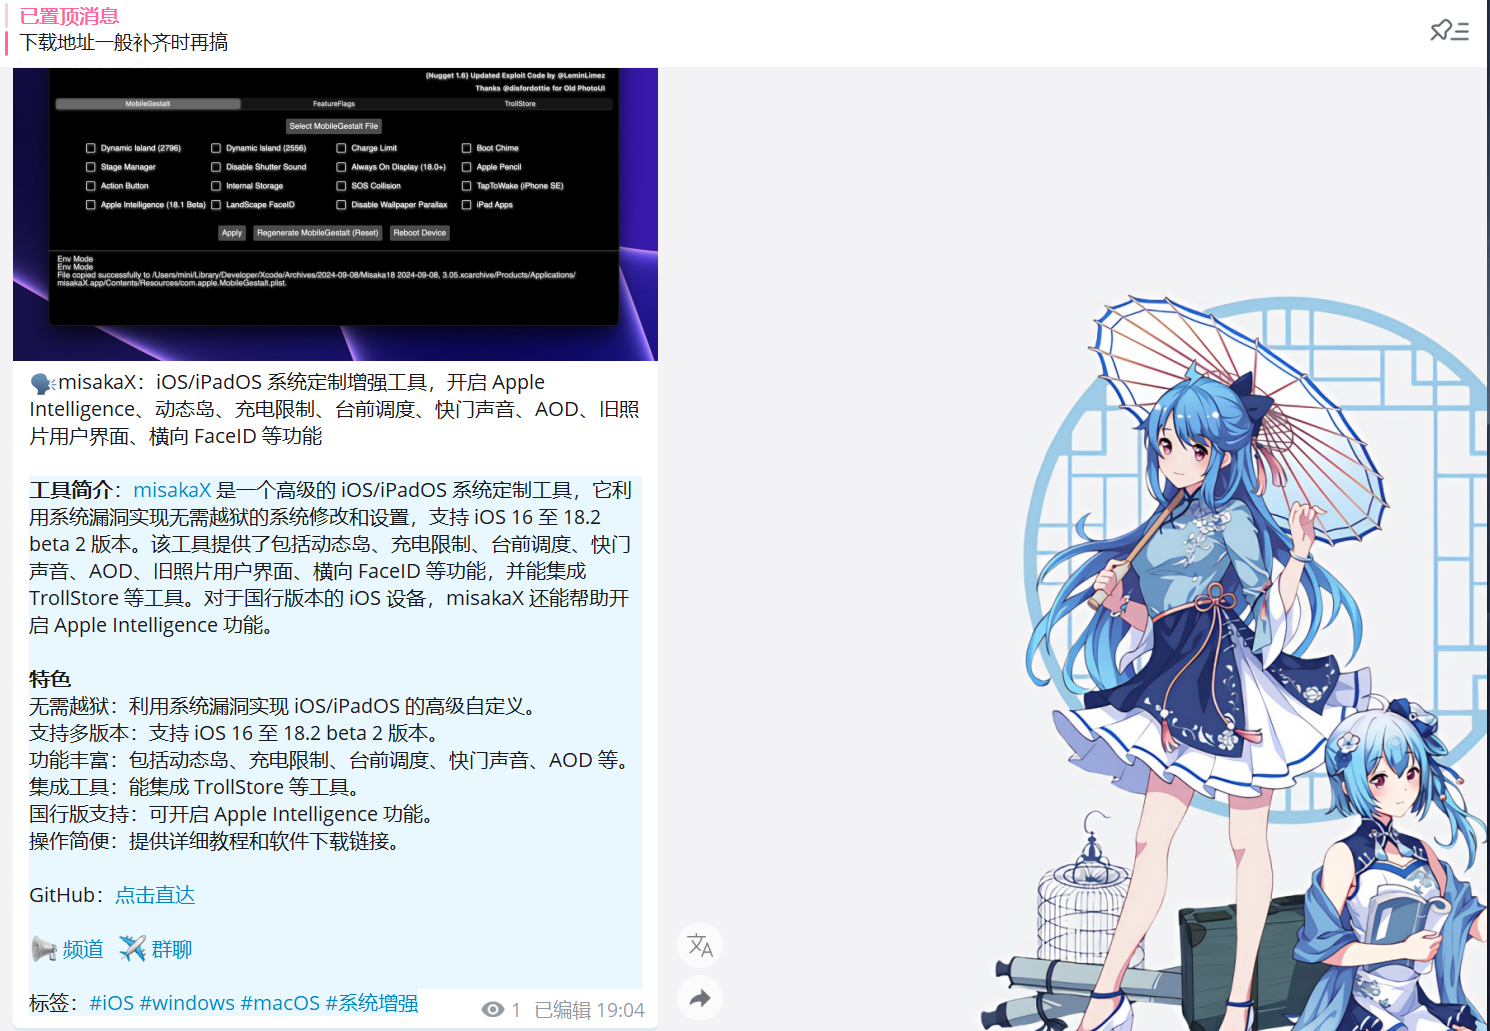 已置顶消息
下载地址一般补齐时再搞
(Nugget 1.6) Updated Exploit Code by @LeminLimez
Thanks @disfordottie for Old PhotoUI
MobileGestalt FeatureFlags TrollStore
Select MobileGestalt File
Dynamic Island (2796) Dynamic Island (2556) Charge Limit Boot Chime
Stage Manager Disable Shutter Sound Always On Display (18.0+) Apple Pencil
Action Button Internal Storage SOS Collision TapToWake (iPhone SE)
Apple Intelligence (18.1 Beta) LandScape FaceID Disable Wallpaper Parallax iPad Apps
Apply Regenerate MobileGestalt (Reset) Reboot Device
Env Mode
Env Mode
File copied successfully to /Users/mini/Library/Developer/Xcode/Archives/2024-09-08/Misaka18 2024-09-08, 3.05.xcarchive/Products/Applications/
misakaX.app/Contents/Resources/com.apple.MobileGestalt.plist.
🗣misakaX：iOS/iPadOS 系统定制增强工具，开启 Apple
Intelligence、动态岛、充电限制、台前调度、快门声音、AOD、旧照
片用户界面、横向 FaceID 等功能
工具简介：misakaX 是一个高级的 iOS/iPadOS 系统定制工具，它利
用系统漏洞实现无需越狱的系统修改和设置，支持 iOS 16 至 18.2
beta 2 版本。该工具提供了包括动态岛、充电限制、台前调度、快门
声音、AOD、旧照片用户界面、横向 FaceID 等功能，并能集成
TrollStore 等工具。对于国行版本的 iOS 设备，misakaX 还能帮助开
启 Apple Intelligence 功能。
特色
无需越狱：利用系统漏洞实现 iOS/iPadOS 的高级自定义。
支持多版本：支持 iOS 16 至 18.2 beta 2 版本。
功能丰富：包括动态岛、充电限制、台前调度、快门声音、AOD 等。
集成工具：能集成 TrollStore 等工具。
国行版支持：可开启 Apple Intelligence 功能。
操作简便：提供详细教程和软件下载链接。
GitHub：点击直达
📢 频道 ✈️ 群聊
标签：#iOS #windows #macOS #系统增强
1 已编辑 19:04